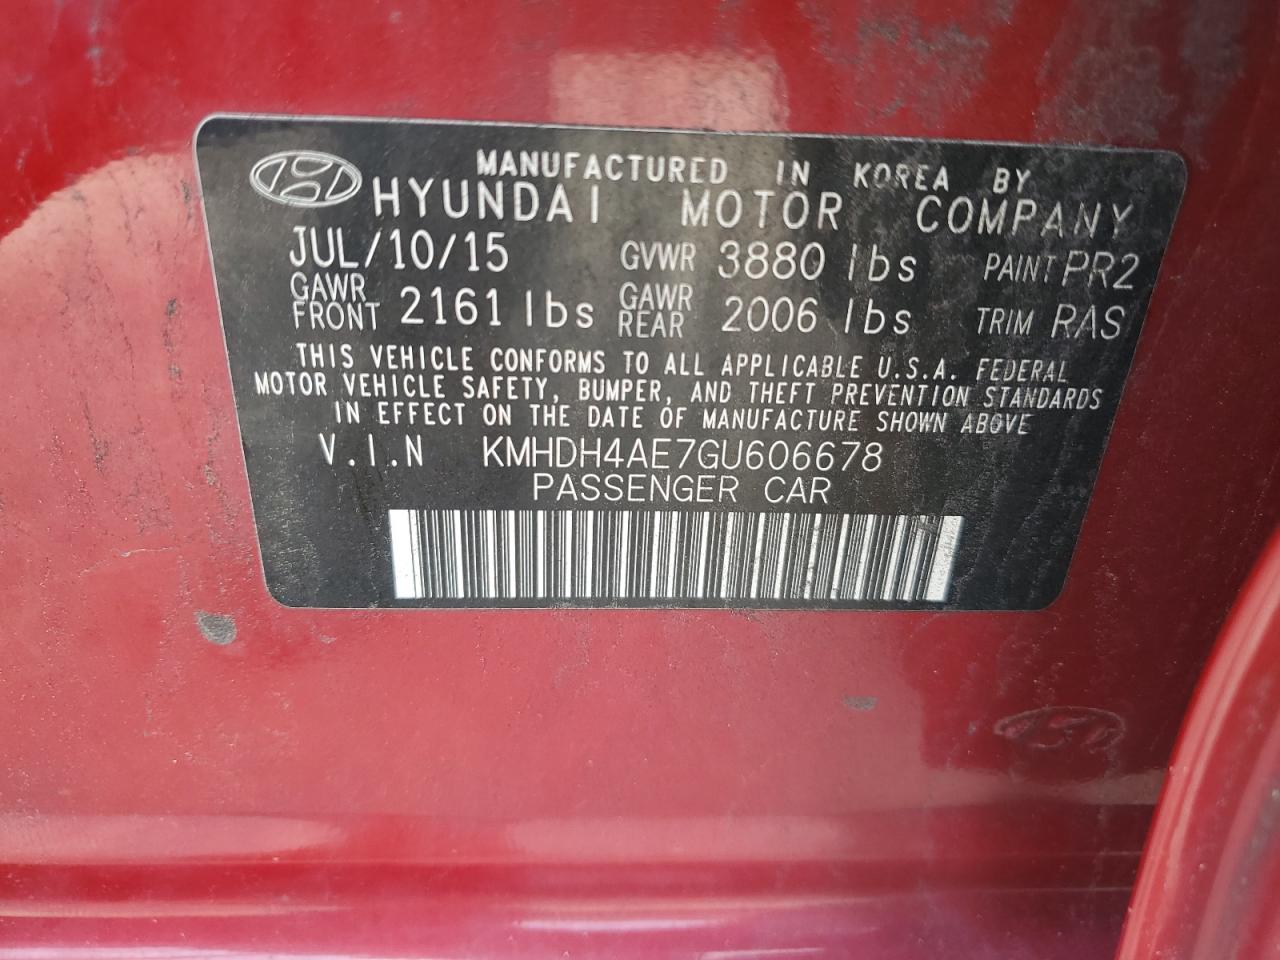 MANUFACTURED IN KOREA BY
HYUNDAI MOTOR COMPANY
JUL/10/15 GVWR 3880 lbs PAINT PR2
GAWR FRONT 2161 lbs GAWR REAR 2006 lbs TRIM RAS
THIS VEHICLE CONFORMS TO ALL APPLICABLE U.S.A. FEDERAL
MOTOR VEHICLE SAFETY, BUMPER, AND THEFT PREVENTION STANDARDS
IN EFFECT ON THE DATE OF MANUFACTURE SHOWN ABOVE
V.I.N KMHDH4AE7GU606678
PASSENGER CAR